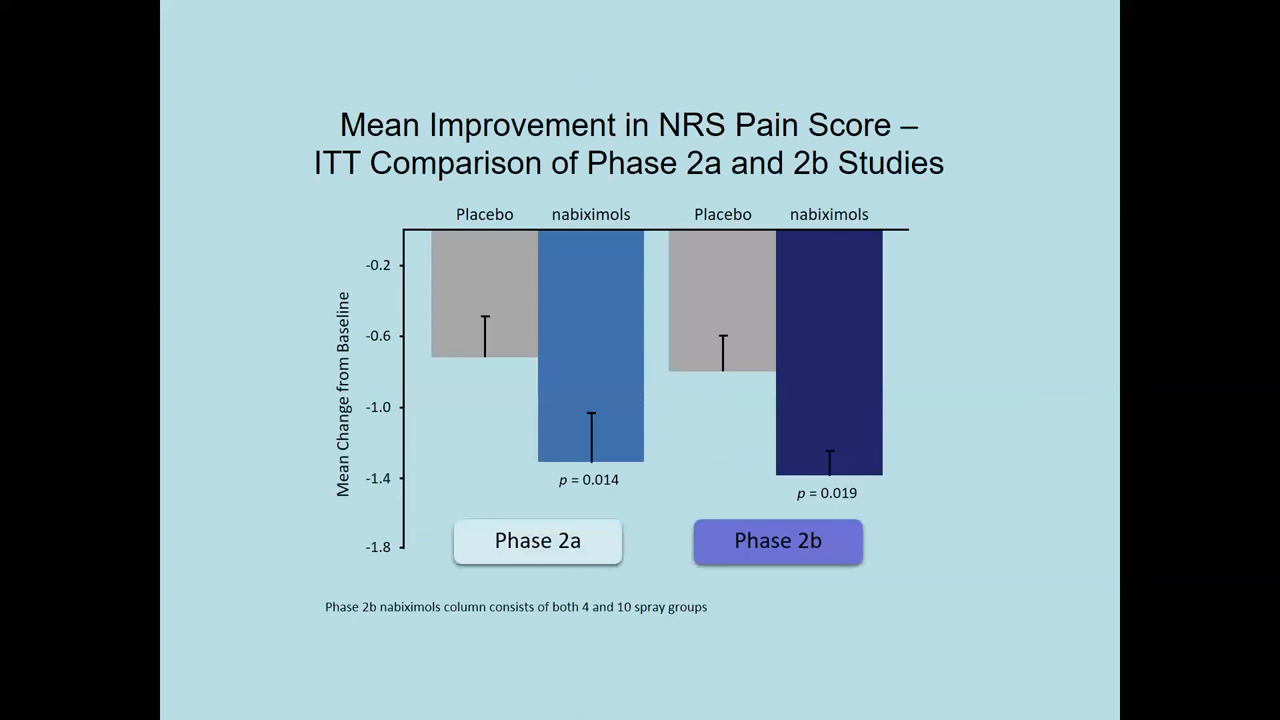 Mean Improvement in NRS Pain Score –
ITT Comparison of Phase 2a and 2b Studies
Placebo nabiximols Placebo nabiximols
-0.2
-0.6
-1.0
-1.4
-1.8
Mean Change from Baseline
p = 0.014
p = 0.019
Phase 2a
Phase 2b
Phase 2b nabiximols column consists of both 4 and 10 spray groups